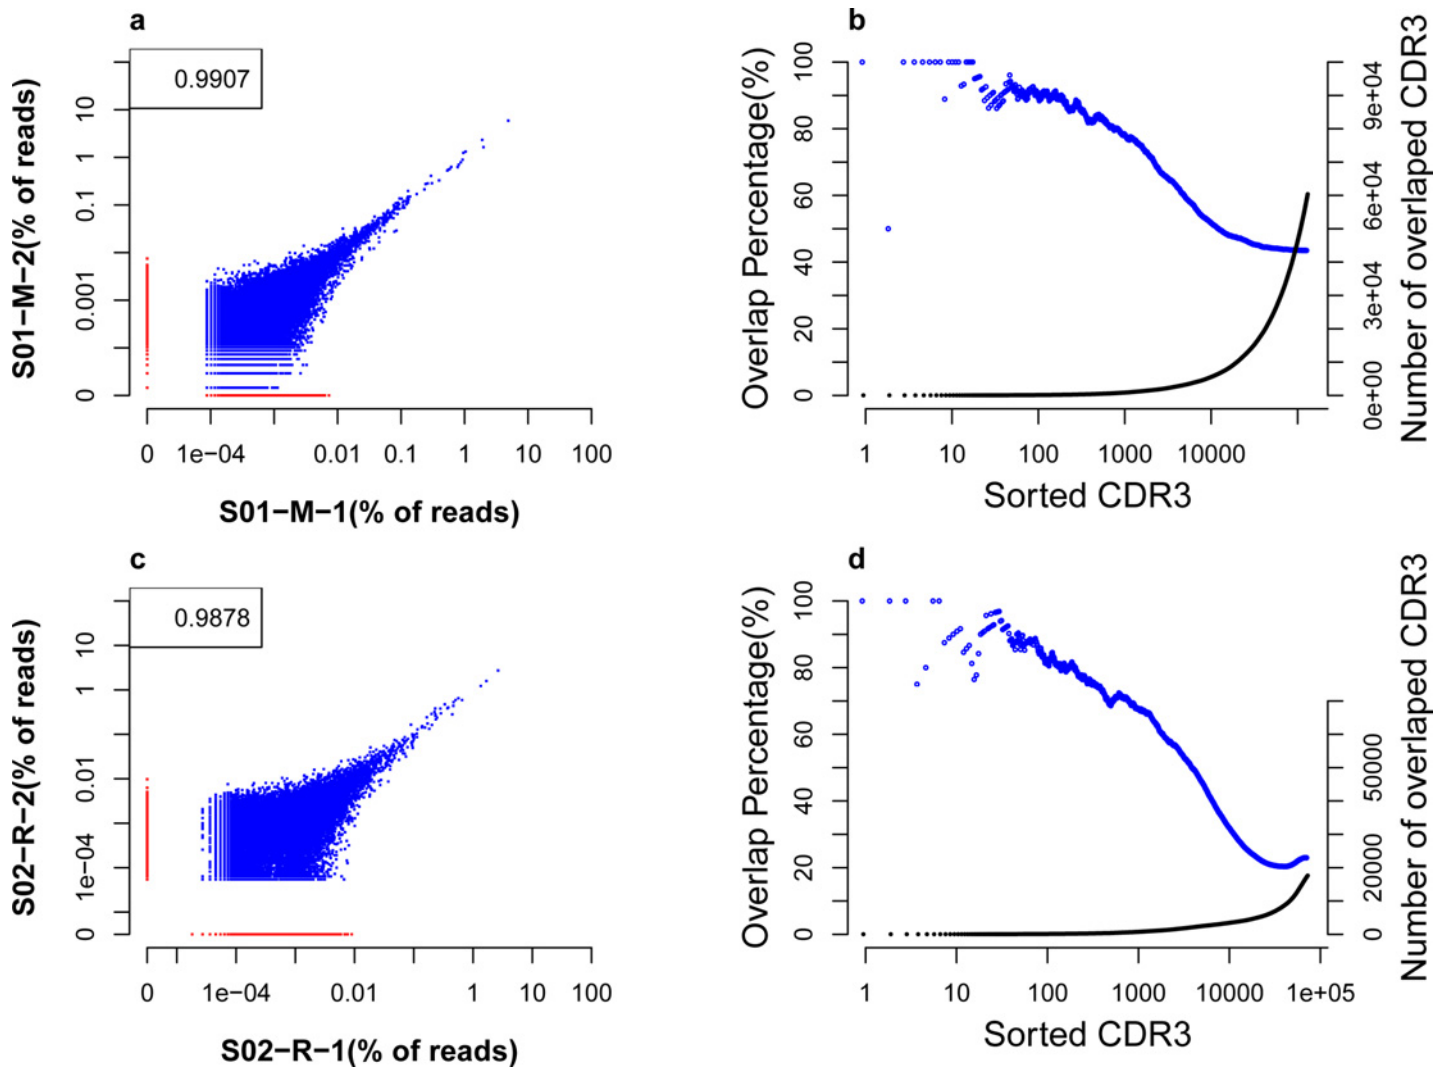 a
0.9907
S01−M−2(% of reads)
10
1
0.1
0.001
0
0
1e−04
0.01
0.1
1
10
100
S01−M−1(% of reads)
b
Overlap Percentage(%)
100
80
60
40
20
0
9e+04
6e+04
3e+04
0e+00
Number of overlaped CDR3
1
10
100
1000
10000
Sorted CDR3
c
0.9878
S02−R−2(% of reads)
10
1
0.01
1e−04
0
0
1e−04
0.01
1
100
S02−R−1(% of reads)
d
Overlap Percentage(%)
100
80
60
40
20
0
50000
20000
0
Number of overlaped CDR3
1
10
100
1000
10000
1e+05
Sorted CDR3